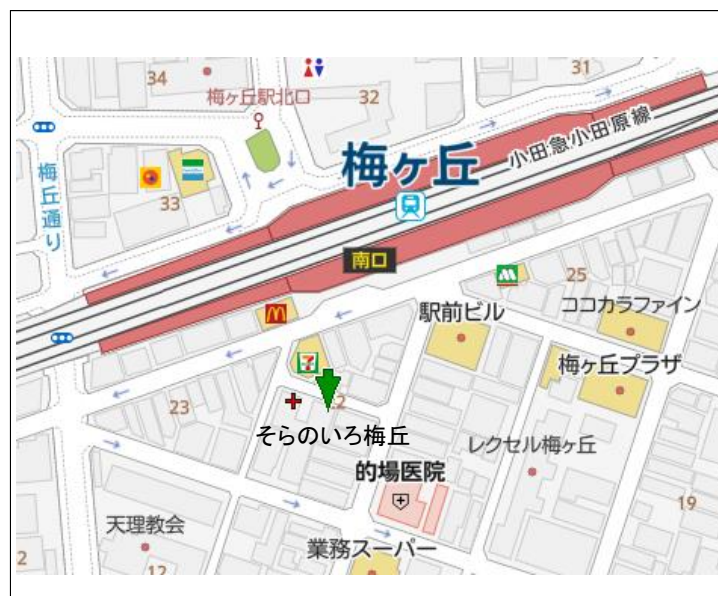 34
31
梅ヶ丘駅北口
32
小田急小田原線
梅ヶ丘
梅丘通り
33
南口
25
ココカラファイン
駅前ビル
梅ヶ丘プラザ
7
22
23
そらのいろ梅丘
レクセル梅ヶ丘
的場医院
19
天理教会
業務スーパー
2
12